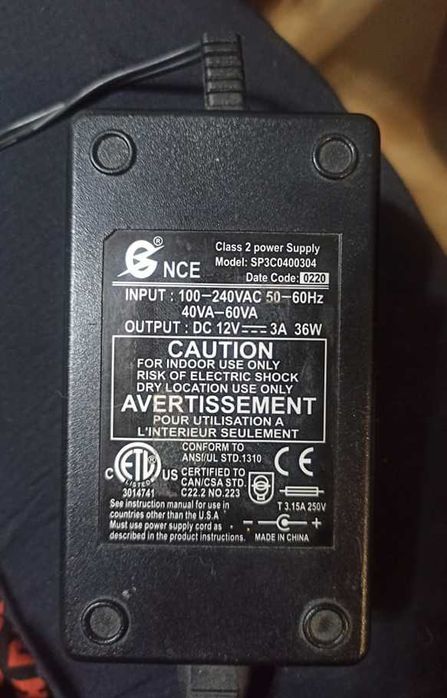 ®
NCE
Class 2 power Supply
Model: SP3C0400304
Date Code: 0220
INPUT : 100-240VAC 50-60Hz
40VA-60VA
OUTPUT : DC 12V 3A 36W
CAUTION
FOR INDOOR USE ONLY
RISK OF ELECTRIC SHOCK
DRY LOCATION USE ONLY
AVERTISSEMENT
POUR UTILISATION A
L'INTERIEUR SEULEMENT
CONFORM TO
ANSI/UL STD.1310
C ETL US
LISTED
3014741
CERTIFIED TO
CAN/CSA STD.
C22.2 NO.223
CE
T 3.15A 250V
See instruction manual for use in
countries other than the U.S.A
Must use power supply cord as
described in the product instructions.
- +
MADE IN CHINA